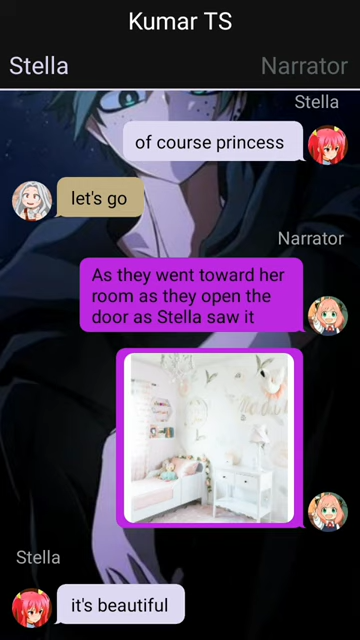 Kumar TS
Stella
Narrator
Stella
of course princess
let's go
Narrator
As they went toward her
room as they open the
door as Stella saw it
Stella
it's beautiful